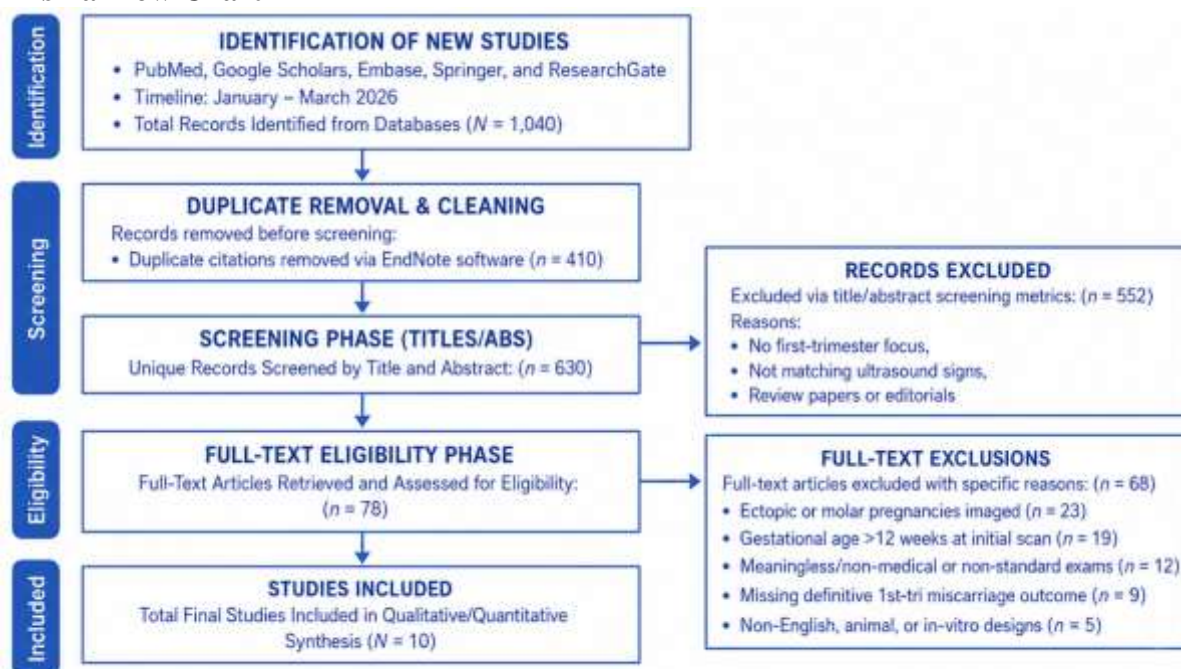 Identification
IDENTIFICATION OF NEW STUDIES
• PubMed, Google Scholars, Embase, Springer, and ResearchGate
• Timeline: January – March 2026
• Total Records Identified from Databases (N = 1,040)
Screening
DUPLICATE REMOVAL & CLEANING
Records removed before screening:
• Duplicate citations removed via EndNote software (n = 410)
SCREENING PHASE (TITLES/ABS)
Unique Records Screened by Title and Abstract: (n = 630)
RECORDS EXCLUDED
Excluded via title/abstract screening metrics: (n = 552)
Reasons:
• No first-trimester focus,
• Not matching ultrasound signs,
• Review papers or editorials
Eligibility
FULL-TEXT ELIGIBILITY PHASE
Full-Text Articles Retrieved and Assessed for Eligibility:
(n = 78)
FULL-TEXT EXCLUSIONS
Full-text articles excluded with specific reasons: (n = 68)
• Ectopic or molar pregnancies imaged (n = 23)
• Gestational age >12 weeks at initial scan (n = 19)
• Meaningless/non-medical or non-standard exams (n = 12)
• Missing definitive 1st-tri miscarriage outcome (n = 9)
• Non-English, animal, or in-vitro designs (n = 5)
Included
STUDIES INCLUDED
Total Final Studies Included in Qualitative/Quantitative
Synthesis (N = 10)